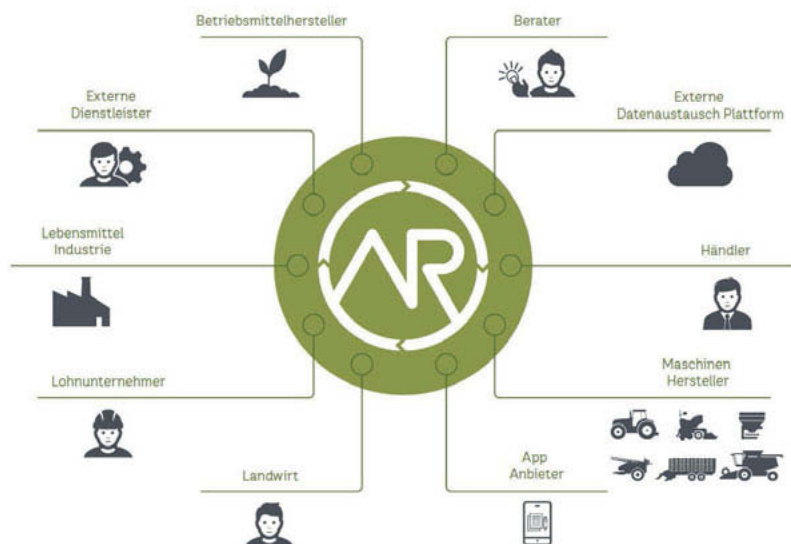 Betriebsmittelhersteller
Berater
Externe
Dienstleister
Externe
Datenaustausch Plattform
Lebensmittel
Industrie
AR
Händler
Lohnunternehmer
Maschinen
Hersteller
Landwirt
App
Anbieter